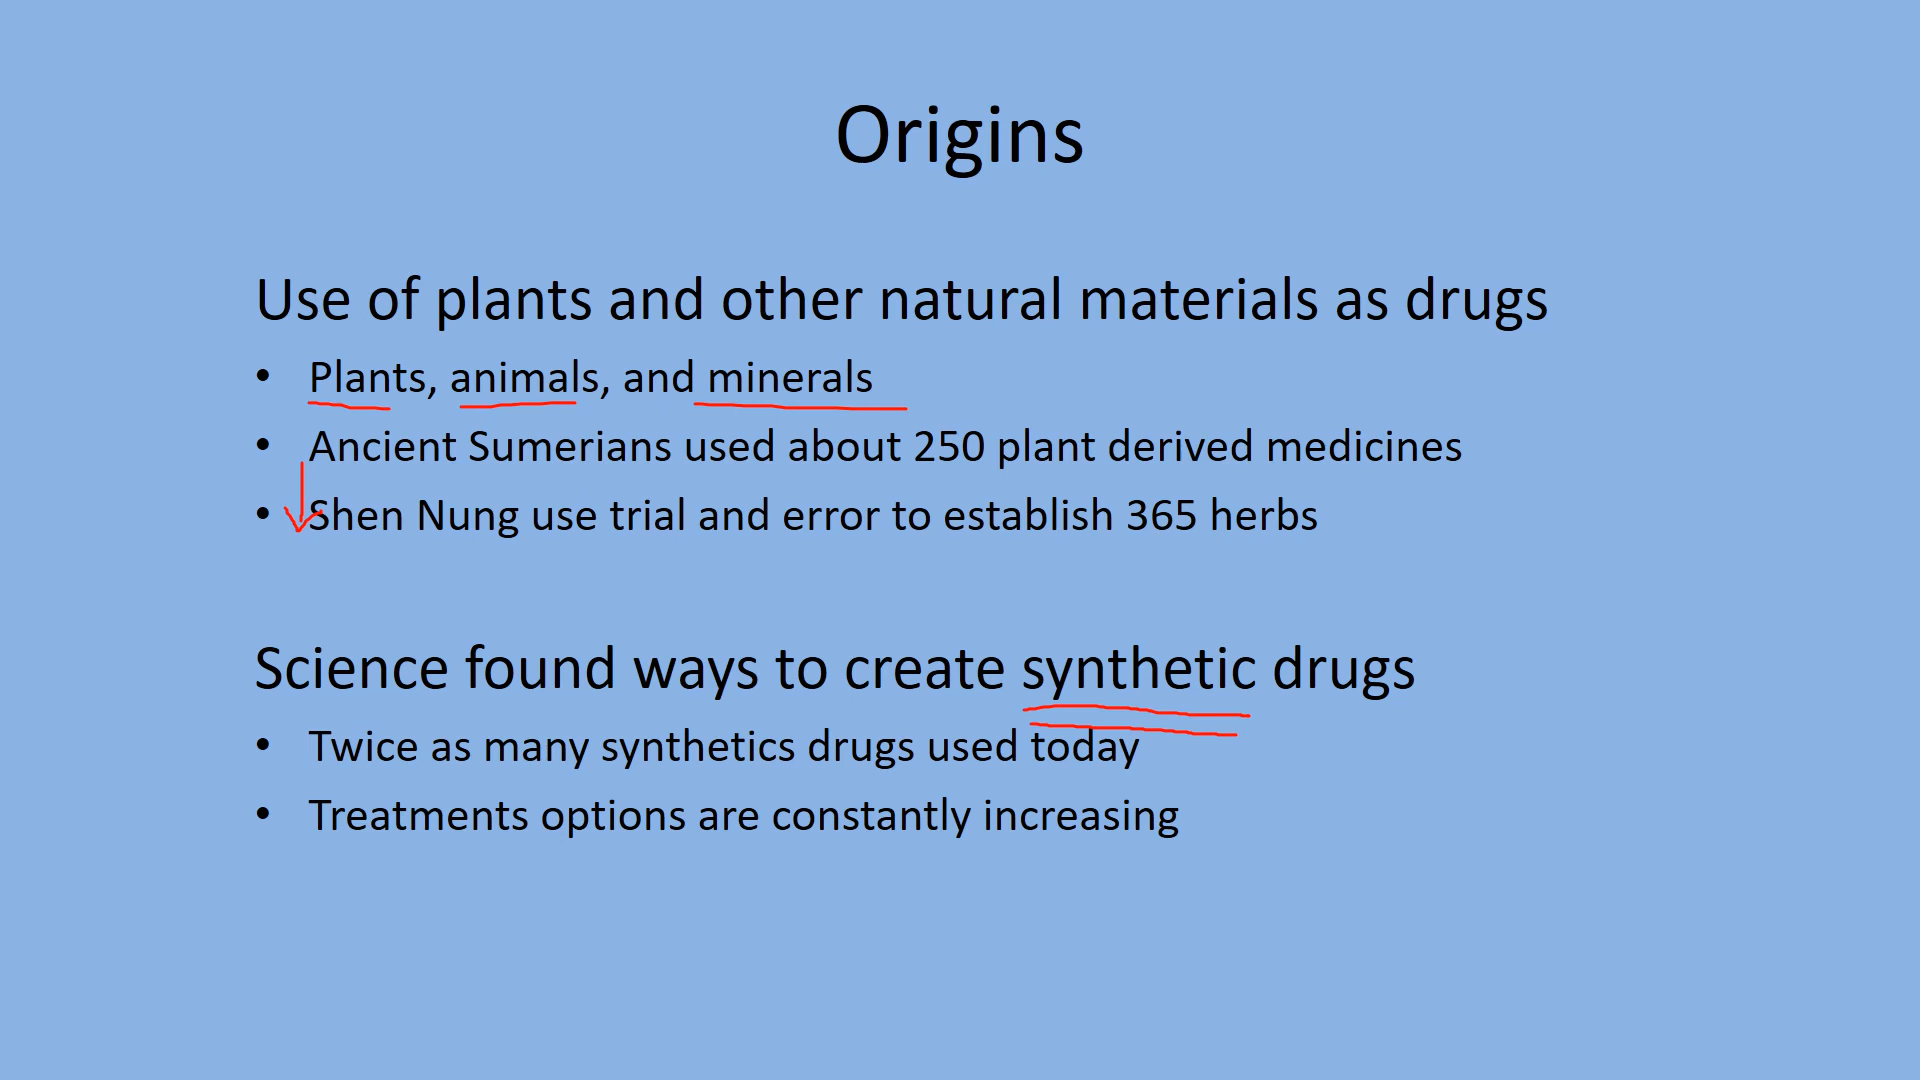 Origins
Use of plants and other natural materials as drugs
• Plants, animals, and minerals
• Ancient Sumerians used about 250 plant derived medicines
• Shen Nung use trial and error to establish 365 herbs
Science found ways to create synthetic drugs
• Twice as many synthetics drugs used today
• Treatments options are constantly increasing